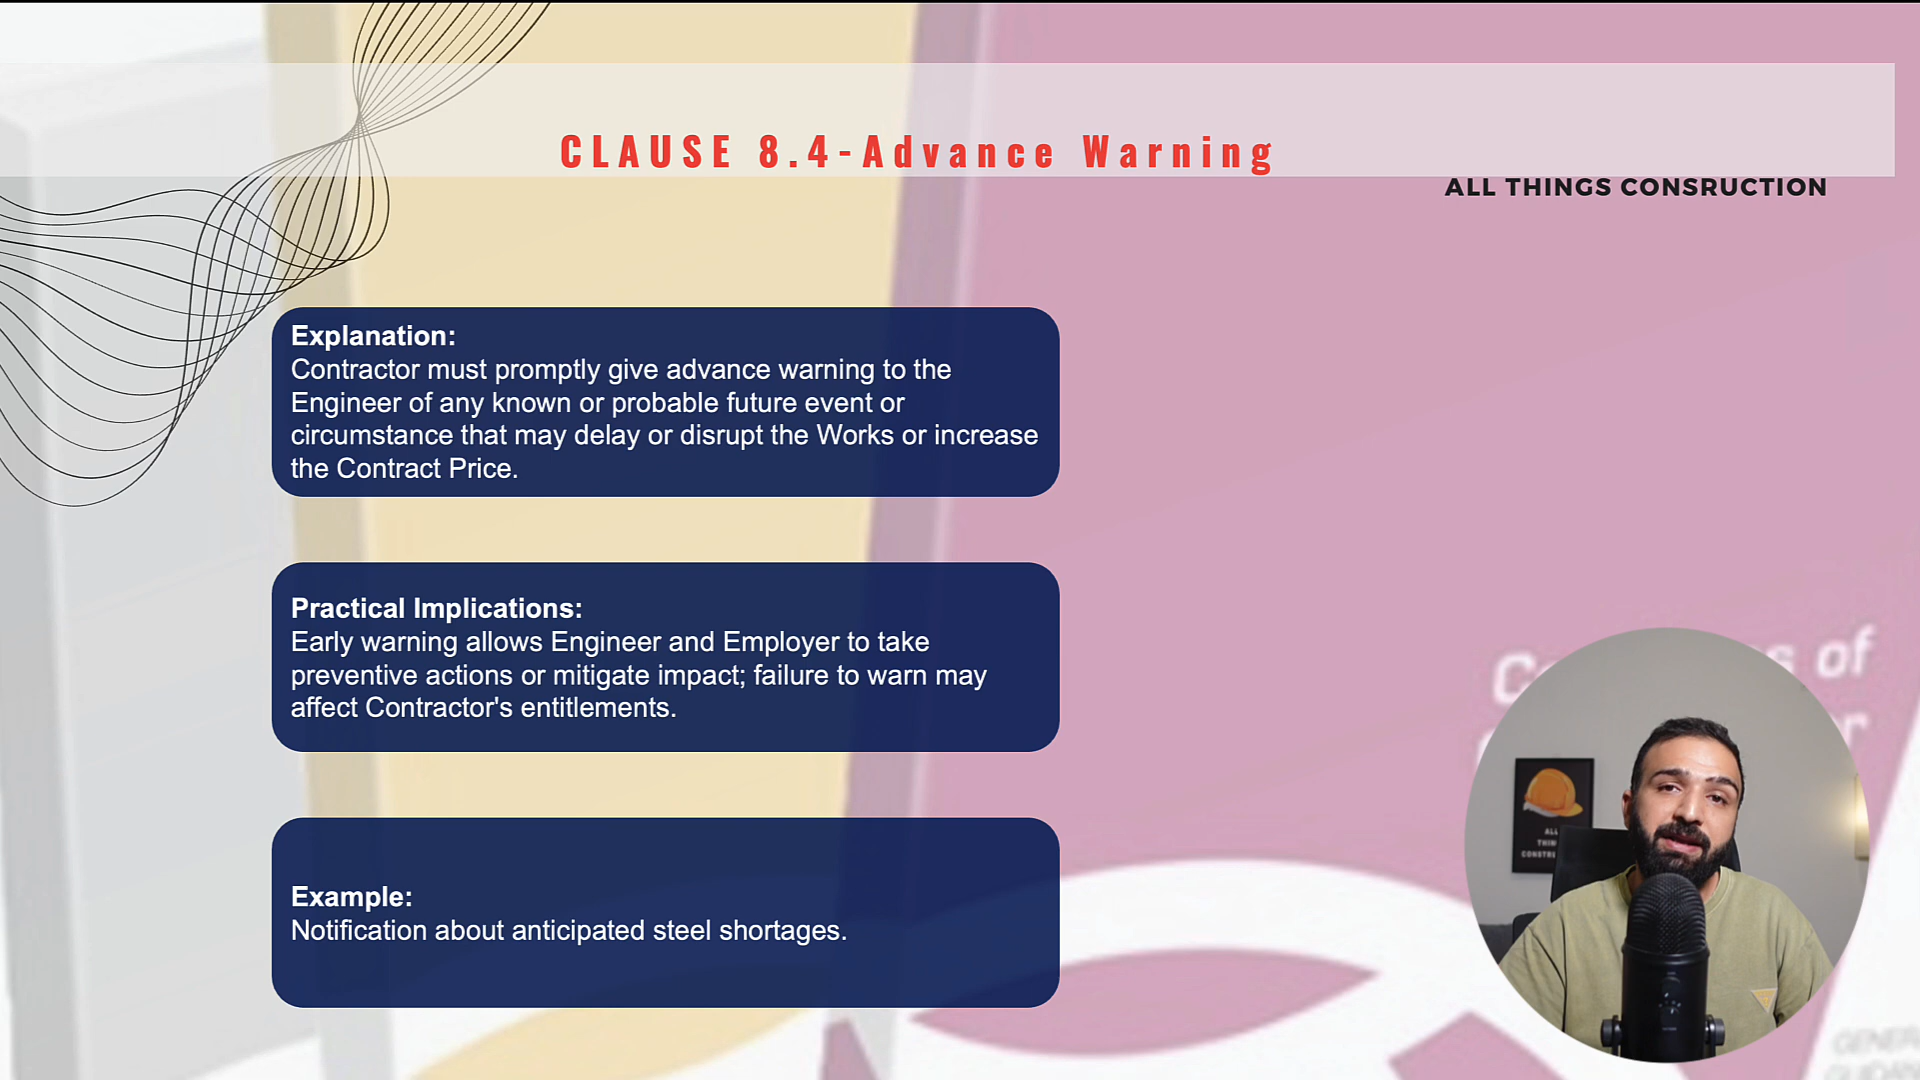 CLAUSE 8.4-Advance Warning
ALL THINGS CONSRUCTION
Explanation:
Contractor must promptly give advance warning to the
Engineer of any known or probable future event or
circumstance that may delay or disrupt the Works or increase
the Contract Price.
Practical Implications:
Early warning allows Engineer and Employer to take
preventive actions or mitigate impact; failure to warn may
affect Contractor's entitlements.
Example:
Notification about anticipated steel shortages.
of
ALL